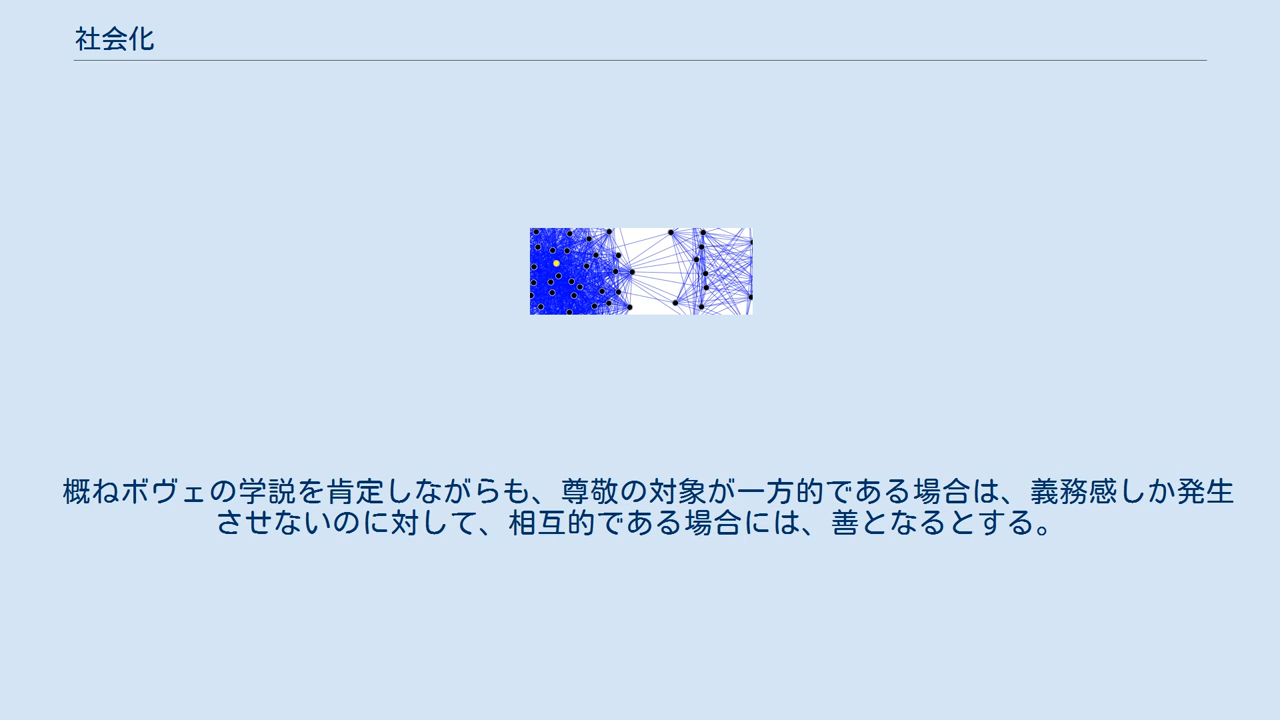 社会化
概ねボヴェの学説を肯定しながらも、尊敬の対象が一方的である場合は、義務感しか発生
させないのに対して、相互的である場合には、善となるとする。